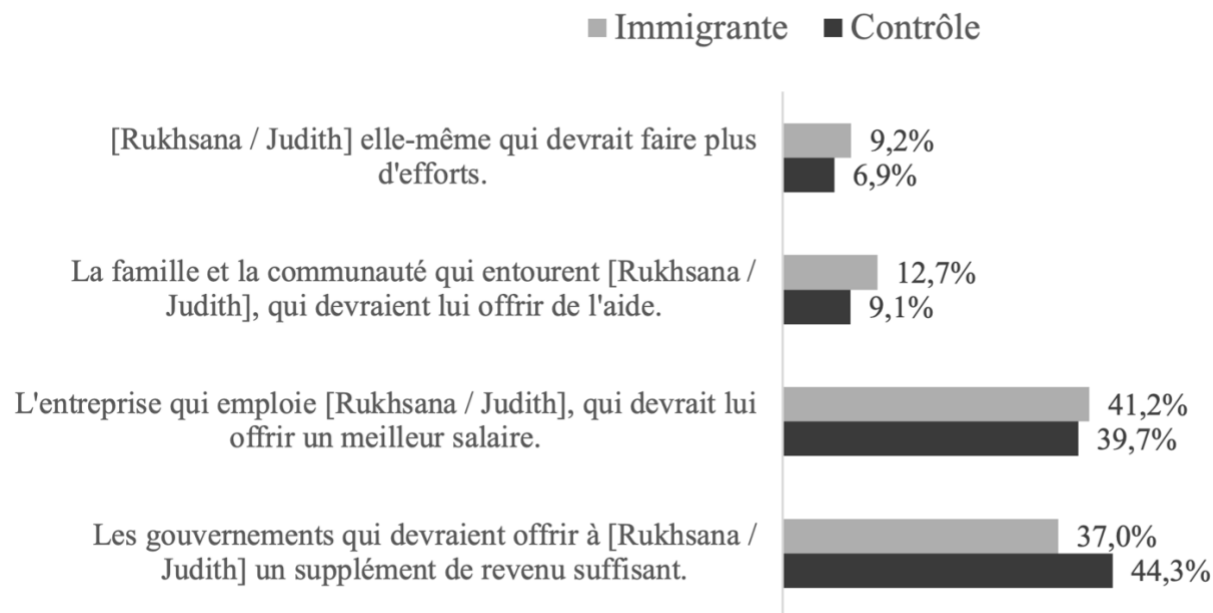 Immigrante Contrôle
[Rukhsana / Judith] elle-même qui devrait faire plus
d'efforts.
9,2%
6,9%
La famille et la communauté qui entourent [Rukhsana /
Judith], qui devraient lui offrir de l'aide.
12,7%
9,1%
L'entreprise qui emploie [Rukhsana / Judith], qui devrait lui
offrir un meilleur salaire.
41,2%
39,7%
Les gouvernements qui devraient offrir à [Rukhsana /
Judith] un supplément de revenu suffisant.
37,0%
44,3%